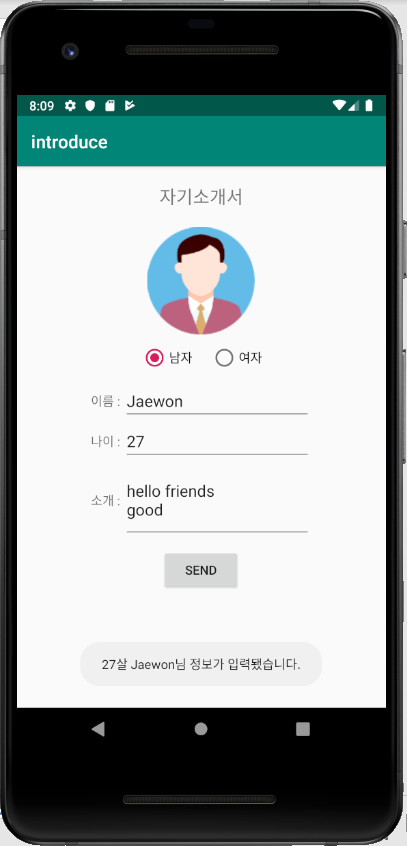 8:09
introduce
자기소개서
남자 여자
이름 : Jaewon
나이 : 27
소개 : hello friends
good
SEND
27살 Jaewon님 정보가 입력됐습니다.